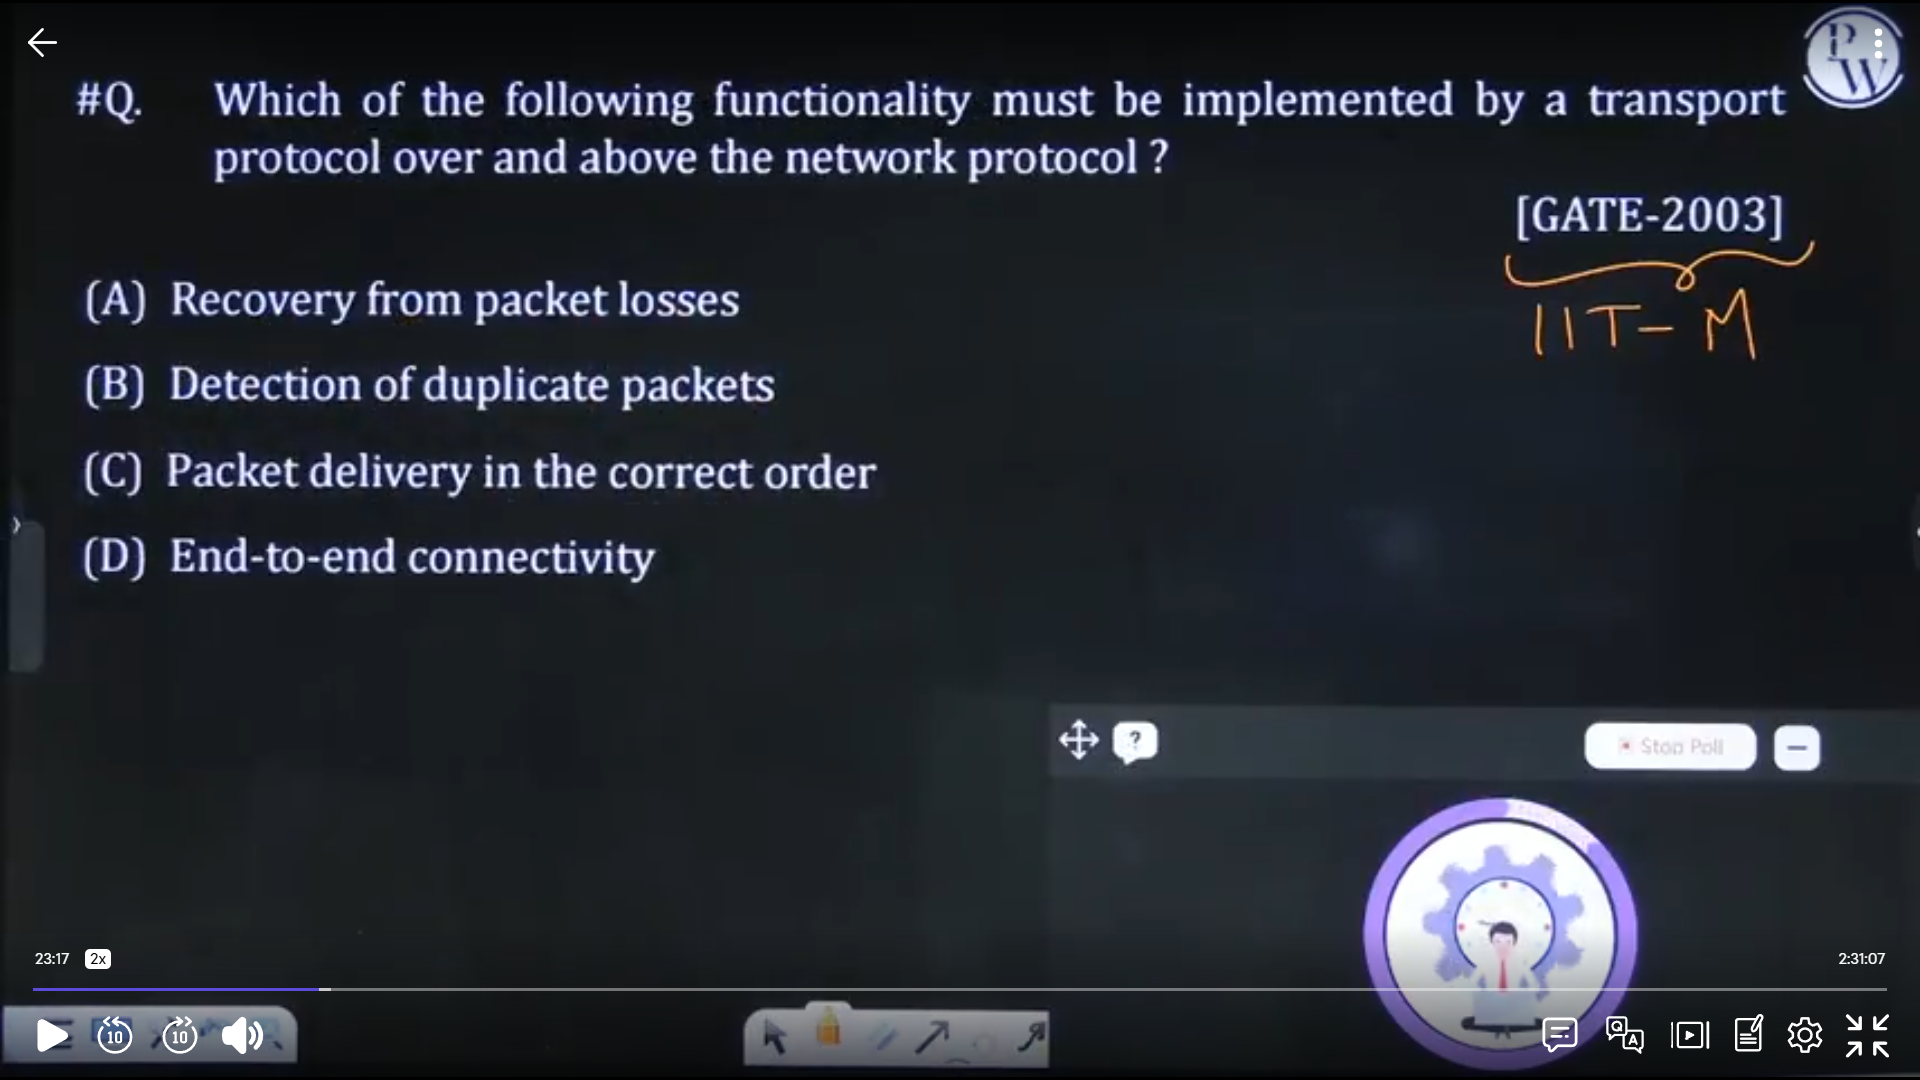 PW
#Q. Which of the following functionality must be implemented by a transport
protocol over and above the network protocol ?
[GATE-2003]
IIT- M
(A) Recovery from packet losses
(B) Detection of duplicate packets
(C) Packet delivery in the correct order
(D) End-to-end connectivity
?
Stop Poll
23:17 2x
2:31:07
10 10
Q A